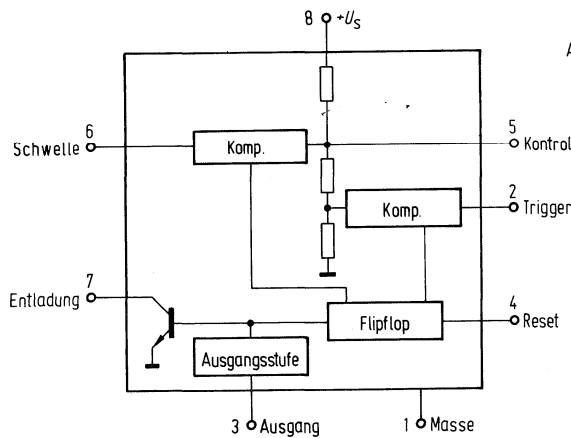 8 +Us
A
6
Schwelle
Komp.
5
Kontrol
2
Komp.
Trigger
7
Entladung
4
Flipflop
Reset
Ausgangsstufe
3 Ausgang
1 Masse